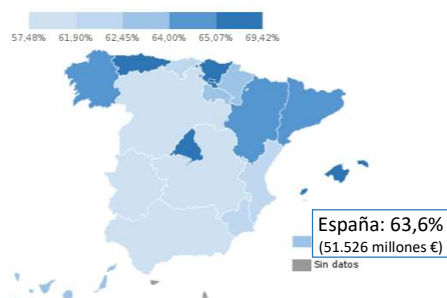 57,48% 61,90% 62,45% 64,00% 65,07% 69,42%
España: 63,6%
(51.526 millones €)
Sin datos